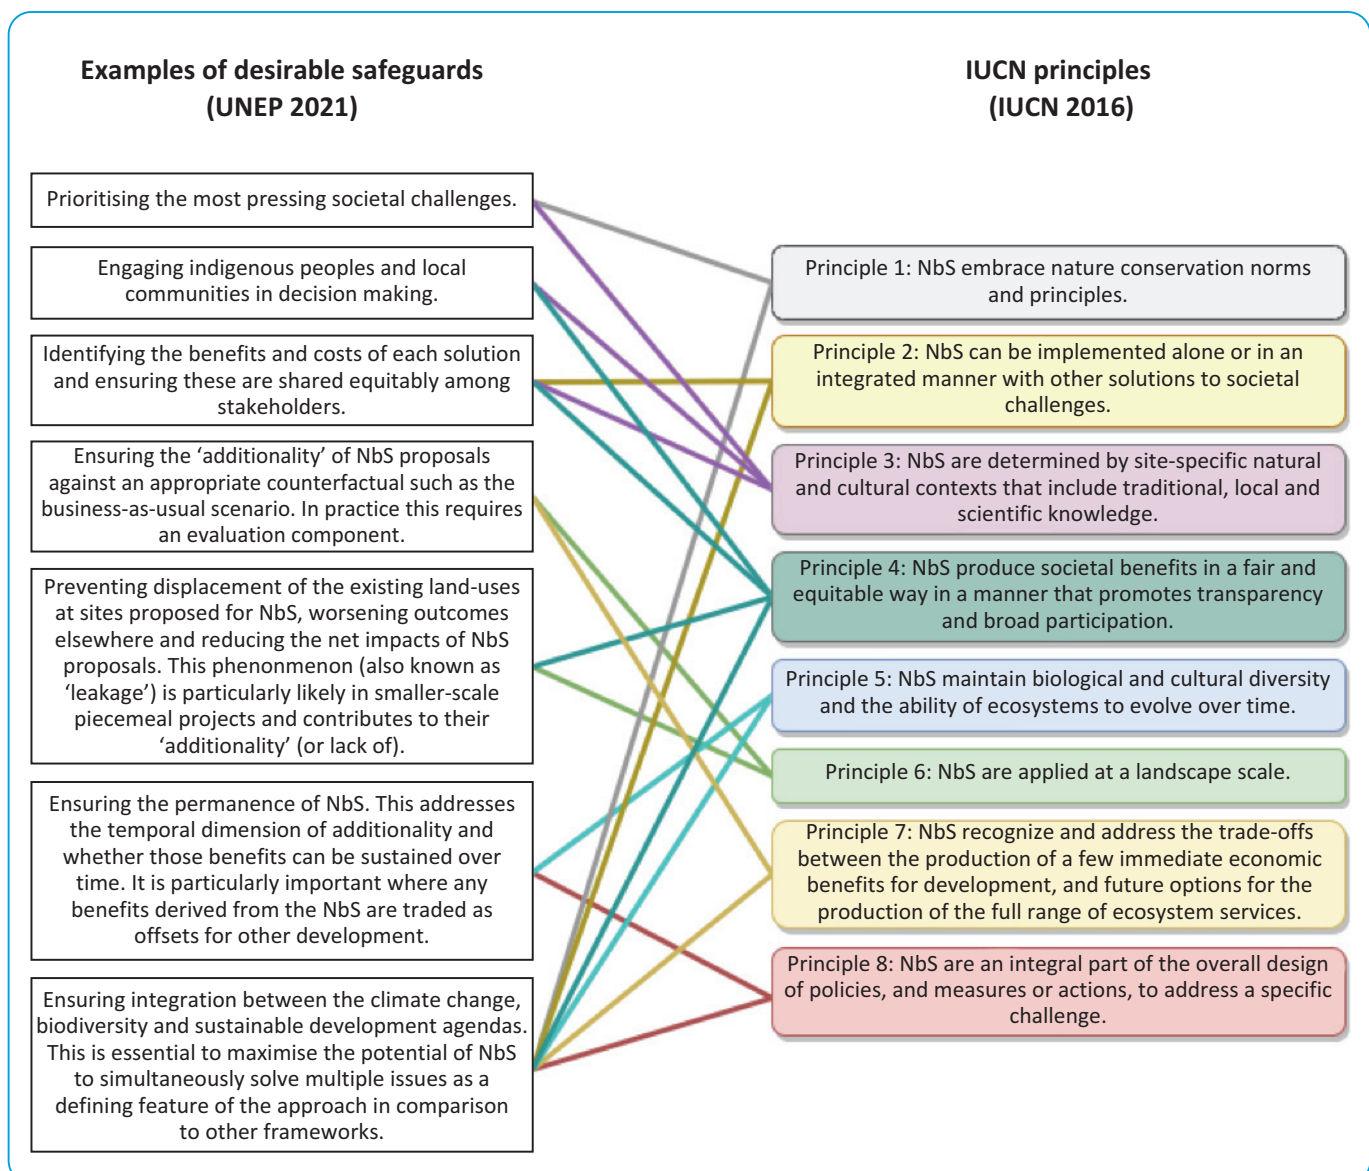 Examples of desirable safeguards
(UNEP 2021)
Prioritising the most pressing societal challenges.
Engaging indigenous peoples and local
communities in decision making.
Identifying the benefits and costs of each solution
and ensuring these are shared equitably among
stakeholders.
Ensuring the ‘additionality’ of NbS proposals
against an appropriate counterfactual such as the
business-as-usual scenario. In practice this requires
an evaluation component.
Preventing displacement of the existing land-uses
at sites proposed for NbS, worsening outcomes
elsewhere and reducing the net impacts of NbS
proposals. This phenonmenon (also known as
‘leakage’) is particularly likely in smaller-scale
piecemeal projects and contributes to their
‘additionality’ (or lack of).
Ensuring the permanence of NbS. This addresses
the temporal dimension of additionality and
whether those benefits can be sustained over
time. It is particularly important where any
benefits derived from the NbS are traded as
offsets for other development.
Ensuring integration between the climate change,
biodiversity and sustainable development agendas.
This is essential to maximise the potential of NbS
to simultaneously solve multiple issues as a
defining feature of the approach in comparison
to other frameworks.
IUCN principles
(IUCN 2016)
Principle 1: NbS embrace nature conservation norms
and principles.
Principle 2: NbS can be implemented alone or in an
integrated manner with other solutions to societal
challenges.
Principle 3: NbS are determined by site-specific natural
and cultural contexts that include traditional, local and
scientific knowledge.
Principle 4: NbS produce societal benefits in a fair and
equitable way in a manner that promotes transparency
and broad participation.
Principle 5: NbS maintain biological and cultural diversity
and the ability of ecosystems to evolve over time.
Principle 6: NbS are applied at a landscape scale.
Principle 7: NbS recognize and address the trade-offs
between the production of a few immediate economic
benefits for development, and future options for the
production of the full range of ecosystem services.
Principle 8: NbS are an integral part of the overall design
of policies, and measures or actions, to address a specific
challenge.